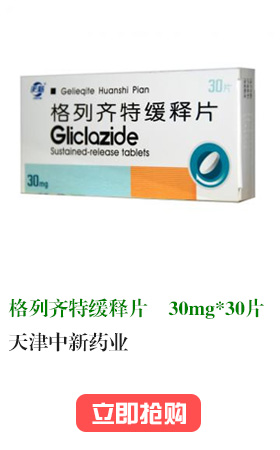 Gelieqite Huanshi Pian
30片
格列齐特缓释片
Gliclazide
Sustained-release tablets
30mg
格列齐特缓释片 30mg*30片
天津中新药业
立即抢购